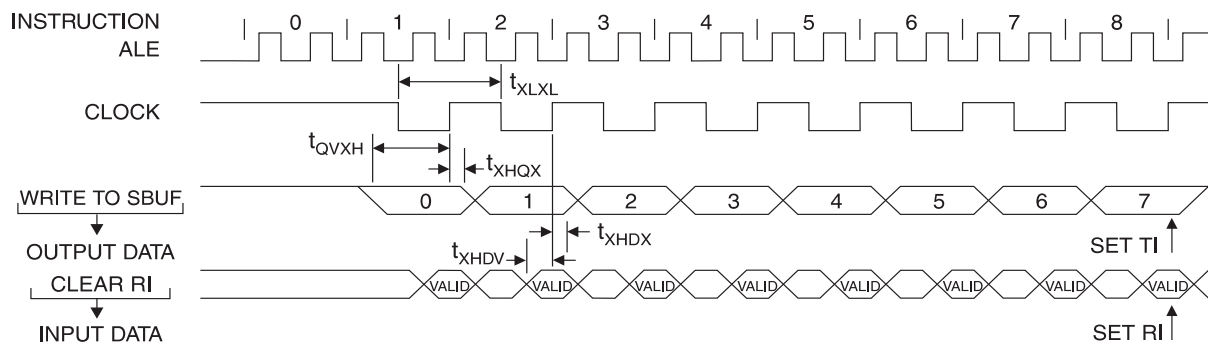 INSTRUCTION 0 1 2 3 4 5 6 7 8
ALE
tXLXL
CLOCK
tQVXH
tXHQX
WRITE TO SBUF 0 1 2 3 4 5 6 7
tXHDX
OUTPUT DATA SET TI
tXHDV
CLEAR RI VALID VALID VALID VALID VALID VALID VALID VALID
INPUT DATA SET RI